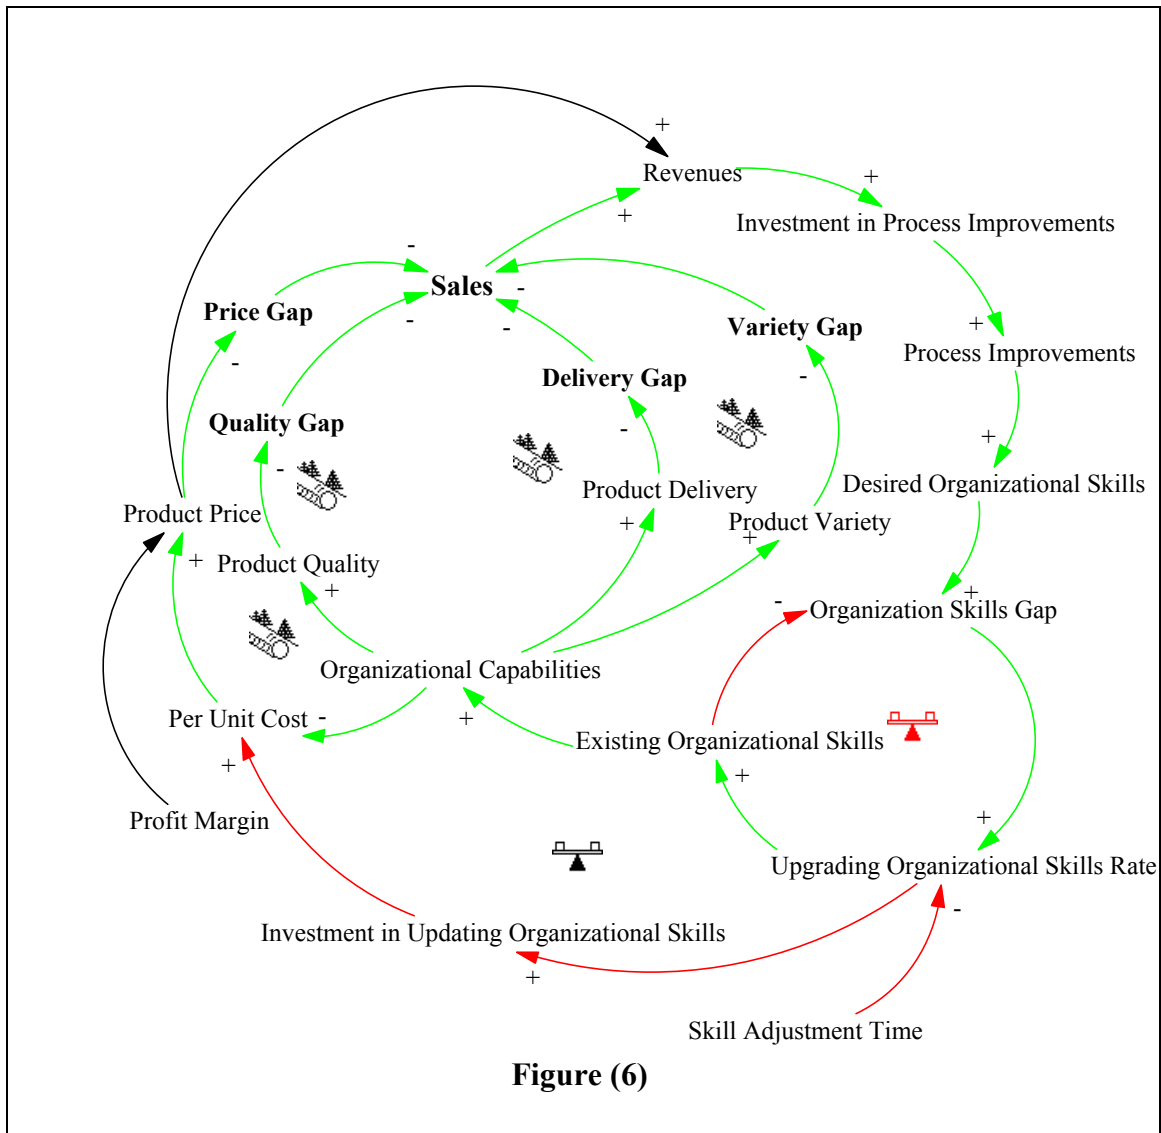 +
Revenues
+
Investment in Process Improvements
+
-
Sales
-
Price Gap
-
-
Variety Gap
+
Process Improvements
-
Delivery Gap
-
Quality Gap
-
-
+
Product Delivery
Desired Organizational Skills
Product Price
+
Product Variety
+
+
Product Quality
+
+
-
Organization Skills Gap
Organizational Capabilities
Per Unit Cost
-
+
Existing Organizational Skills
+
+
Profit Margin
+
Upgrading Organizational Skills Rate
-
Investment in Updating Organizational Skills
+
Skill Adjustment Time
Figure (6)